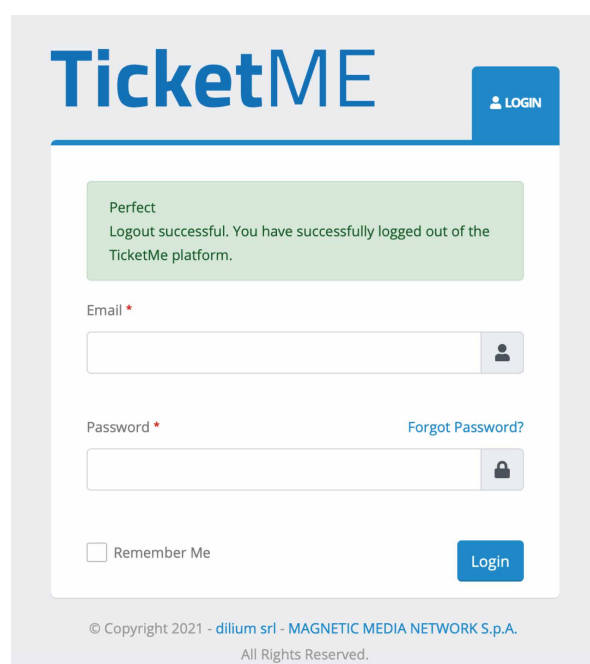 TicketME
LOGIN
Perfect
Logout successful. You have successfully logged out of the
TicketMe platform.
Email *
Password * Forgot Password?
Remember Me
Login
© Copyright 2021 - dilium srl - MAGNETIC MEDIA NETWORK S.p.A.
All Rights Reserved.